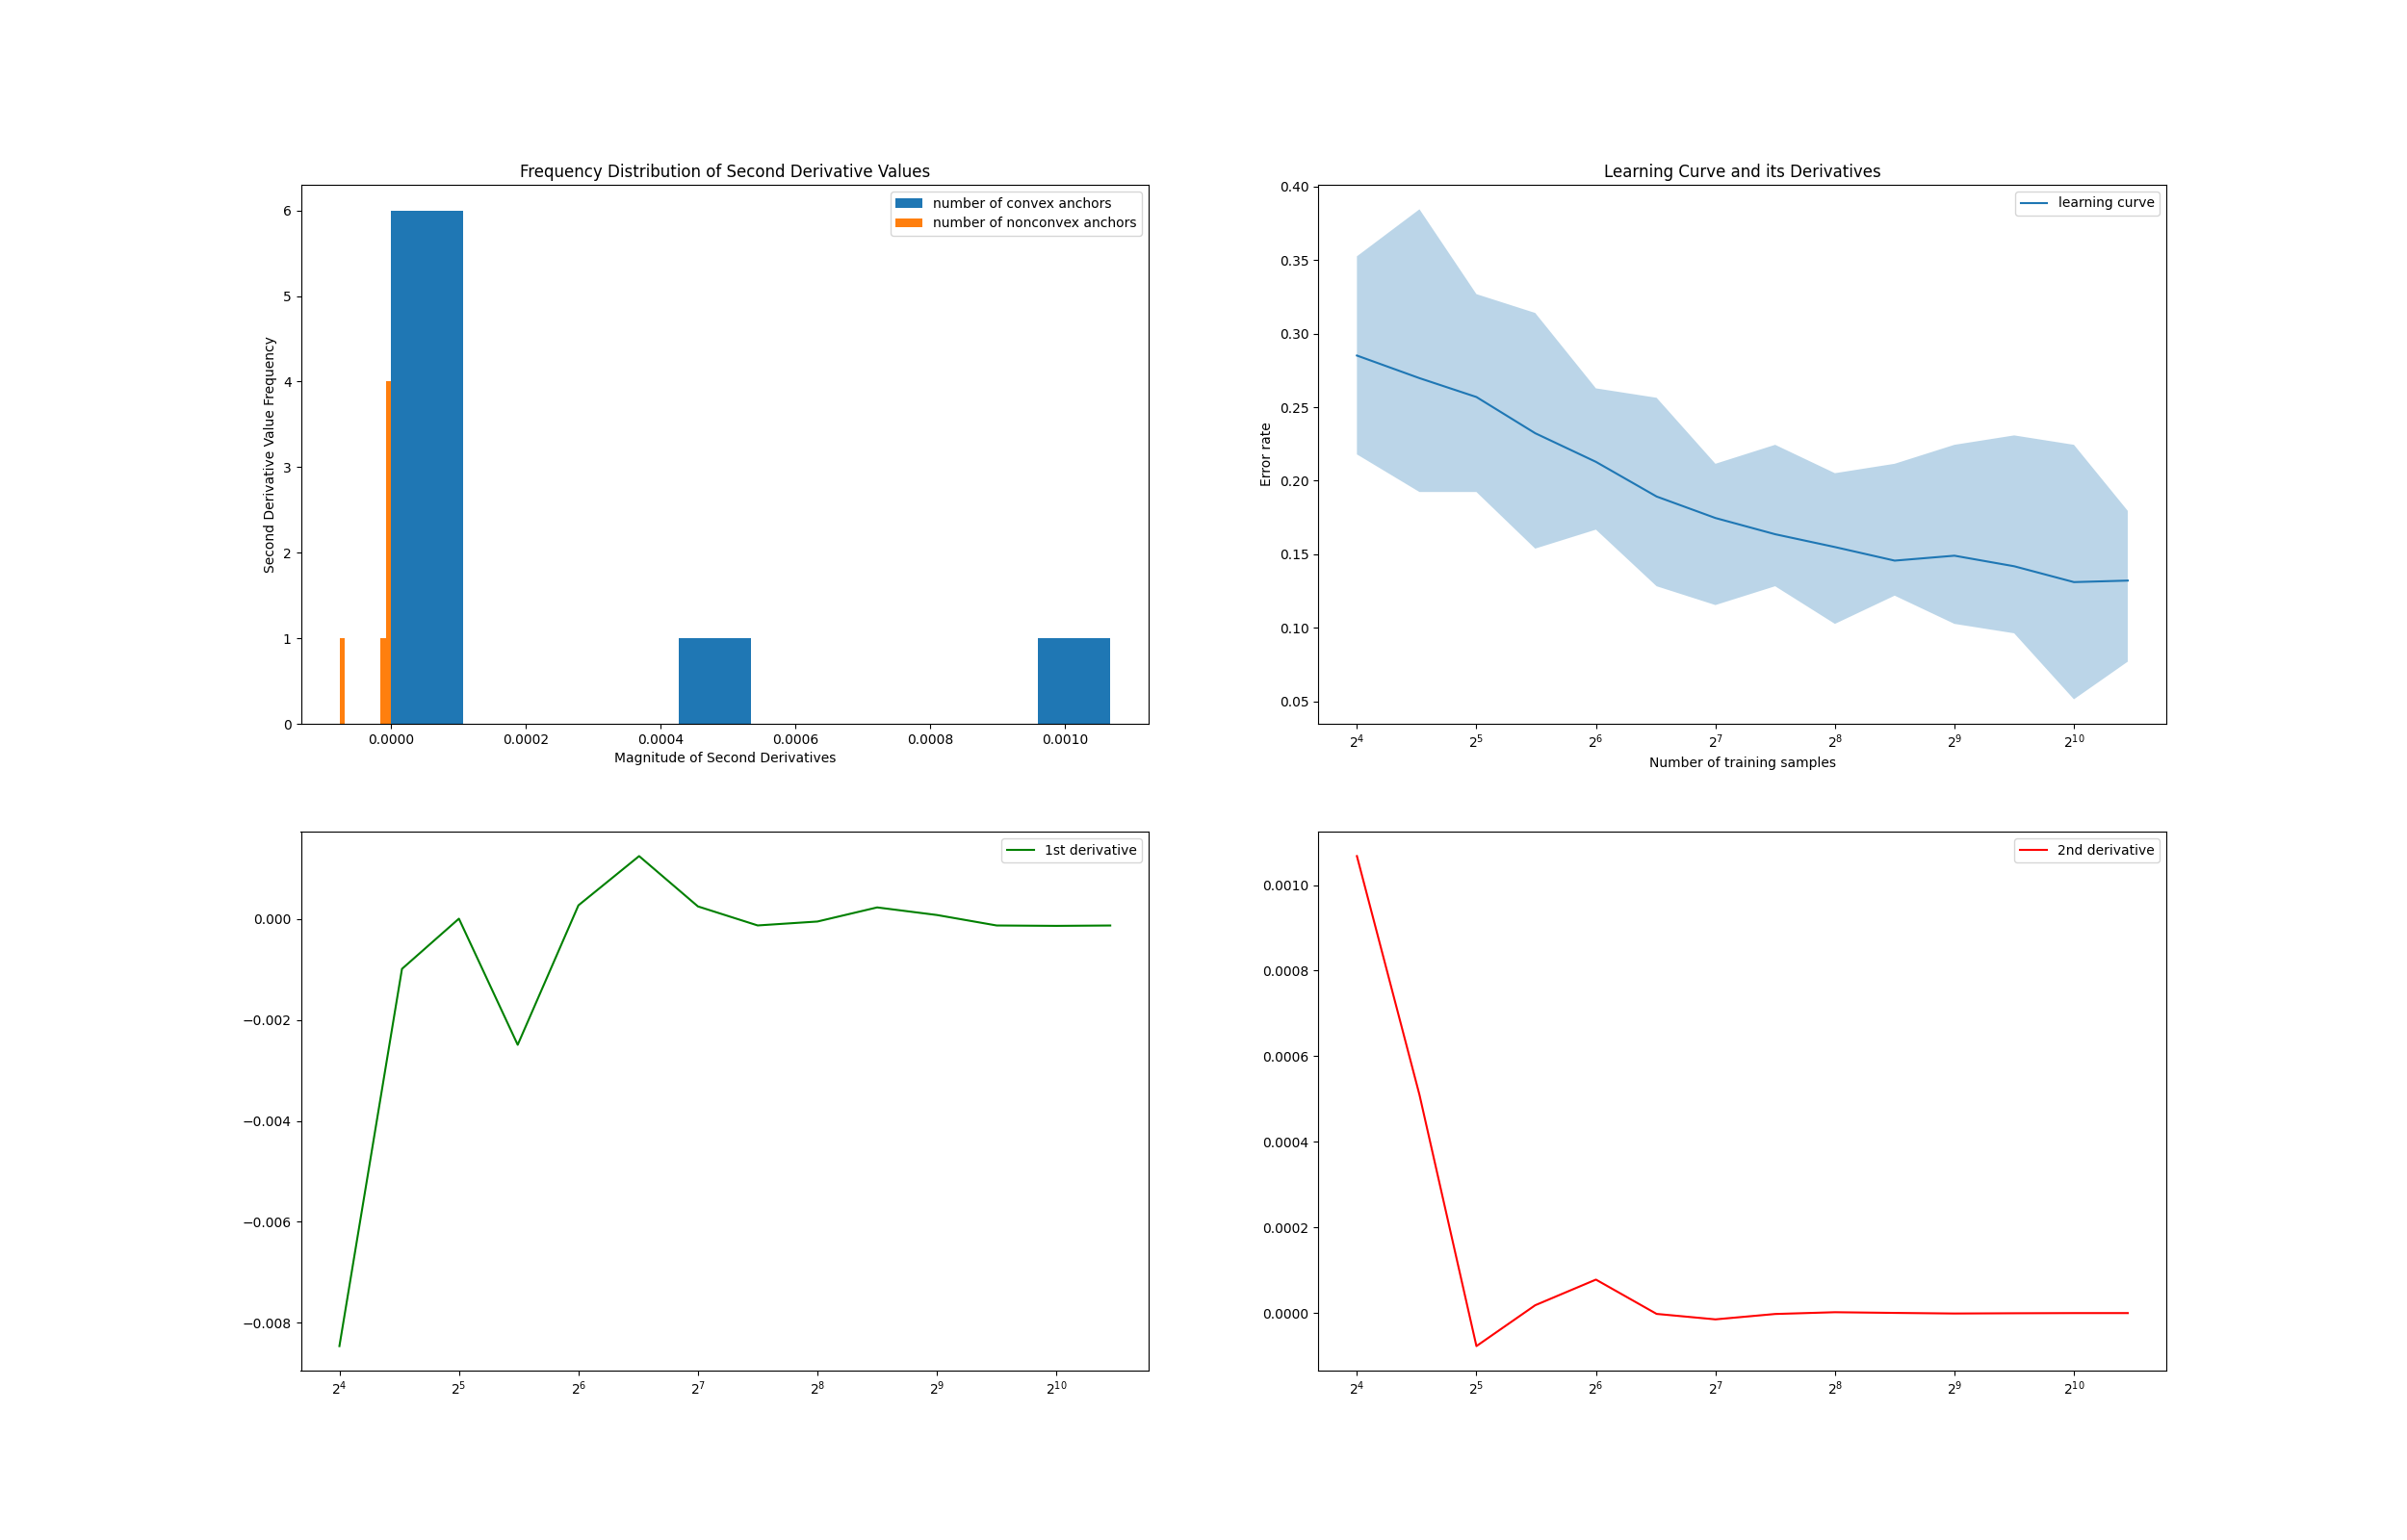 Frequency Distribution of Second Derivative Values
number of convex anchors
number of nonconvex anchors
Second Derivative Value Frequency
6
5
4
3
2
1
0
0.0000 0.0002 0.0004 0.0006 0.0008 0.0010
Magnitude of Second Derivatives
Learning Curve and its Derivatives
learning curve
Error rate
0.40
0.35
0.30
0.25
0.20
0.15
0.10
0.05
2⁴ 2⁵ 2⁶ 2⁷ 2⁸ 2⁹ 2¹⁰
Number of training samples
1st derivative
0.000
−0.002
−0.004
−0.006
−0.008
2⁴ 2⁵ 2⁶ 2⁷ 2⁸ 2⁹ 2¹⁰
2nd derivative
0.0010
0.0008
0.0006
0.0004
0.0002
0.0000
2⁴ 2⁵ 2⁶ 2⁷ 2⁸ 2⁹ 2¹⁰